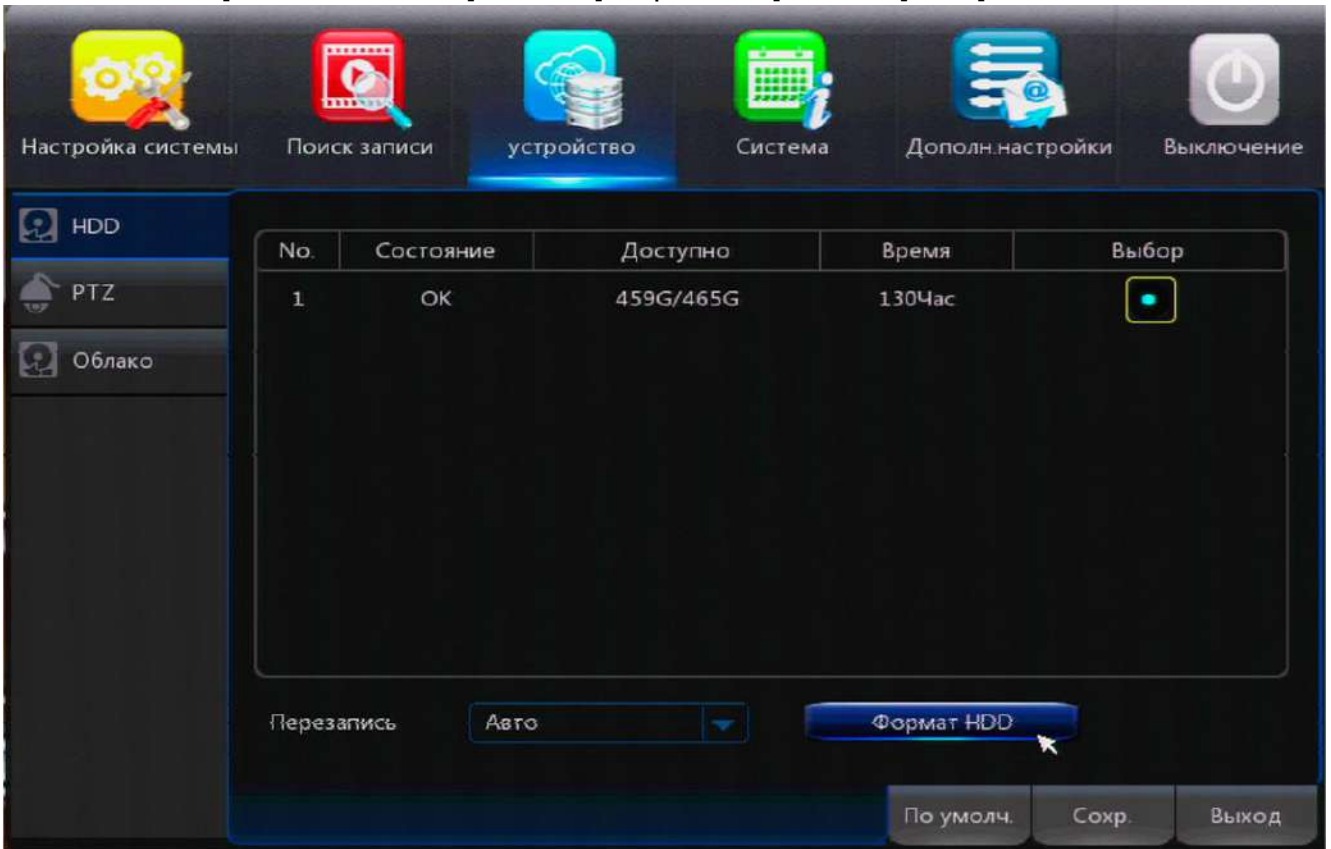 Настройка системы
Поиск записи
устройство
Система
Дополн.настройки
Выключение
HDD
PTZ
Облако
No. Состояние Доступно Время Выбор
1 OK 459G/465G 130Час
Перезапись Авто Формат HDD
По умолч. Сохр. Выход